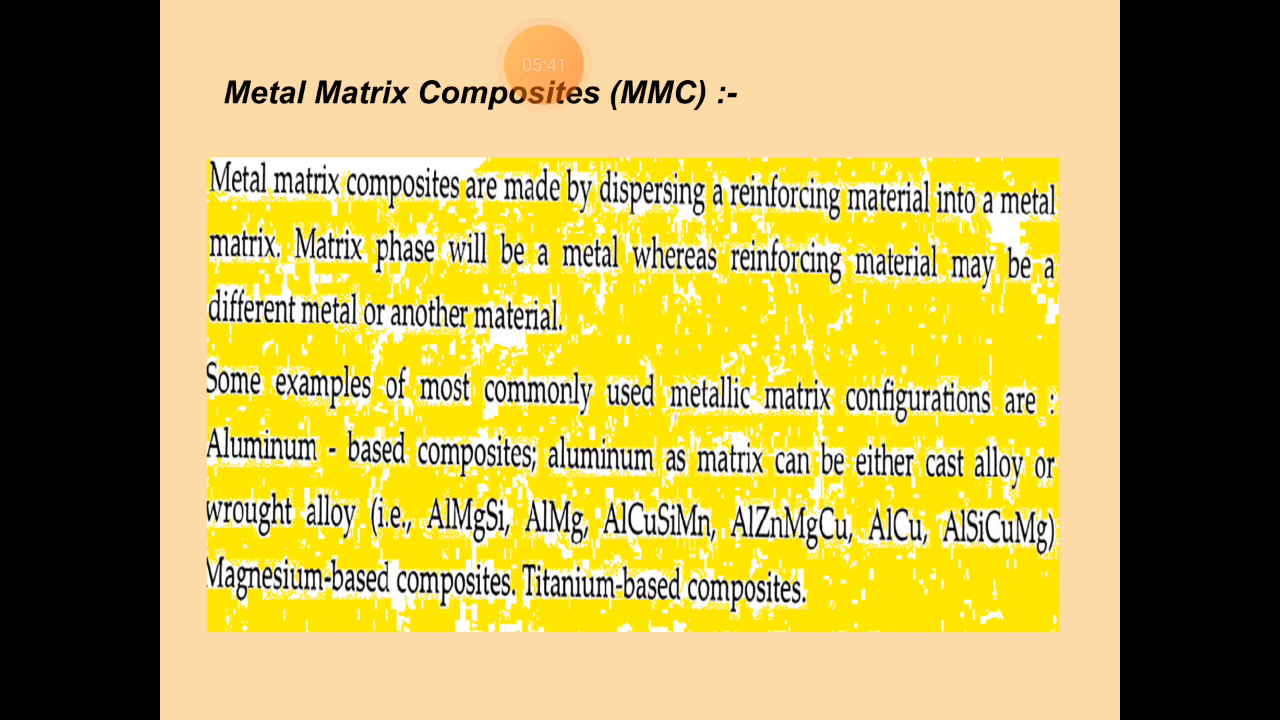 05:41
Metal Matrix Composites (MMC) :-
Metal matrix composites are made by dispersing a reinforcing material into a metal
matrix. Matrix phase will be a metal whereas reinforcing material may be a
different metal or another material.
Some examples of most commonly used metallic matrix configurations are :
Aluminum - based composites; aluminum as matrix can be either cast alloy or
wrought alloy (i.e., AlMgSi, AlMg, AlCuSiMn, AlZnMgCu, AlCu, AlSiCuMg)
Magnesium-based composites. Titanium-based composites.